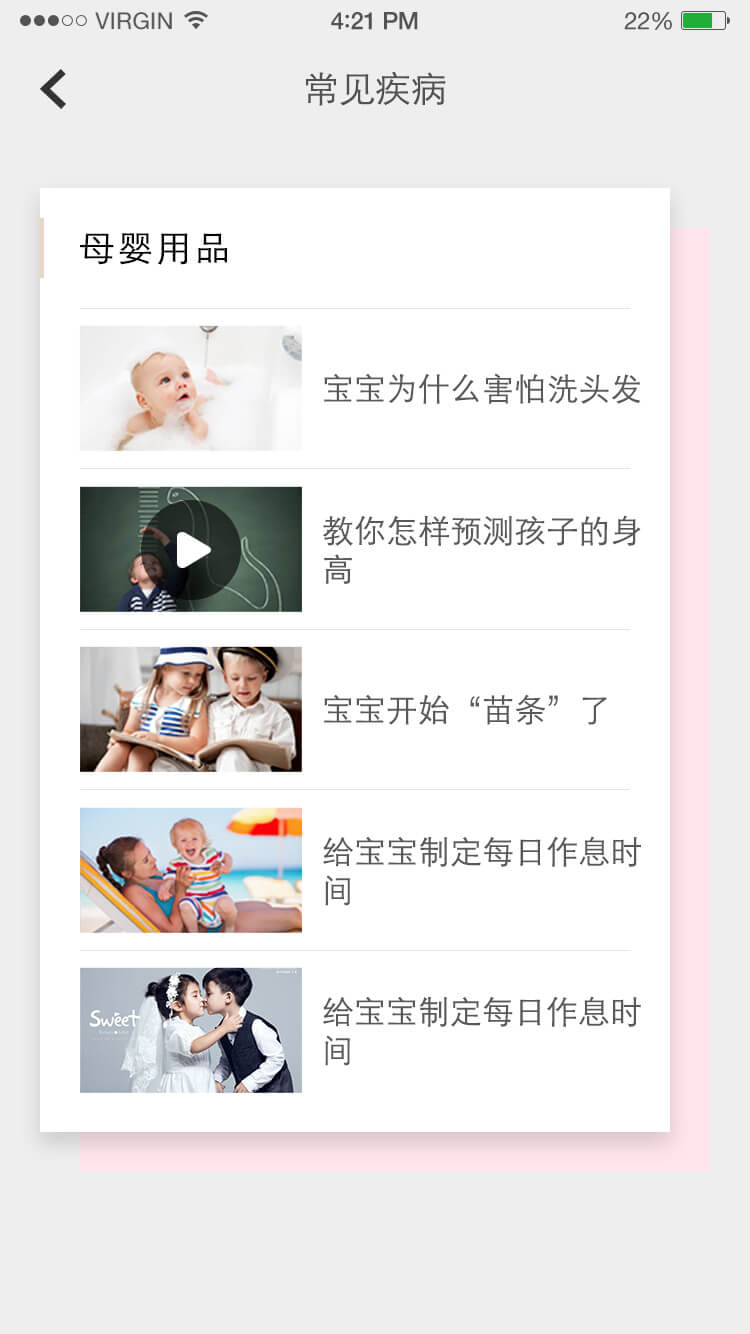 VIRGIN 4:21 PM 22%
常见疾病
母婴用品
宝宝为什么害怕洗头发
教你怎样预测孩子的身
高
宝宝开始“苗条”了
给宝宝制定每日作息时
间
Sweet
给宝宝制定每日作息时
间